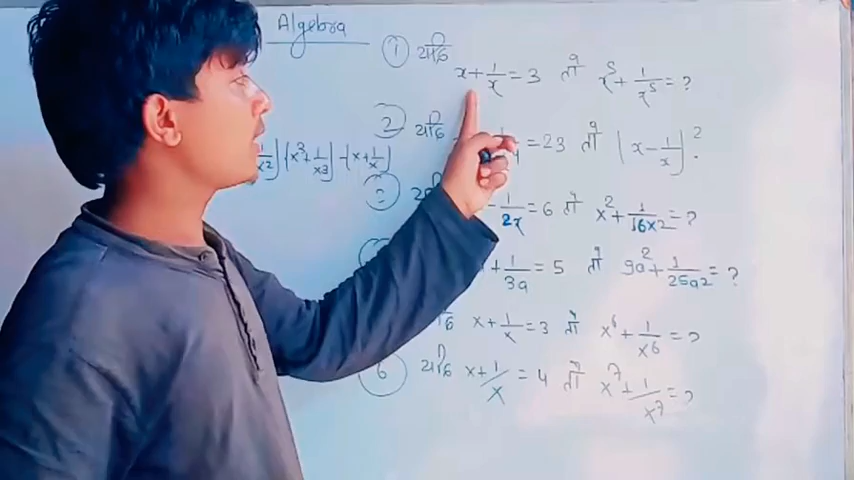 Algebra
① यदि x + 1/x = 3 तो x⁵ + 1/x⁵ = ?
② यदि = 23 तो [x - 1/x]²
x2] [x³ + 1/x3] - (x + 1/x)
- 1/2x = 6 तो x² + 1/16x2 = ?
+ 1/3a = 5 तो 9a² + 1/25a2 = ?
x + 1/x = 3 तो x⁶ + 1/x⁶ = ?
⑥ यदि x + 1/x = 4 तो x⁷ + 1/x⁷ = ?